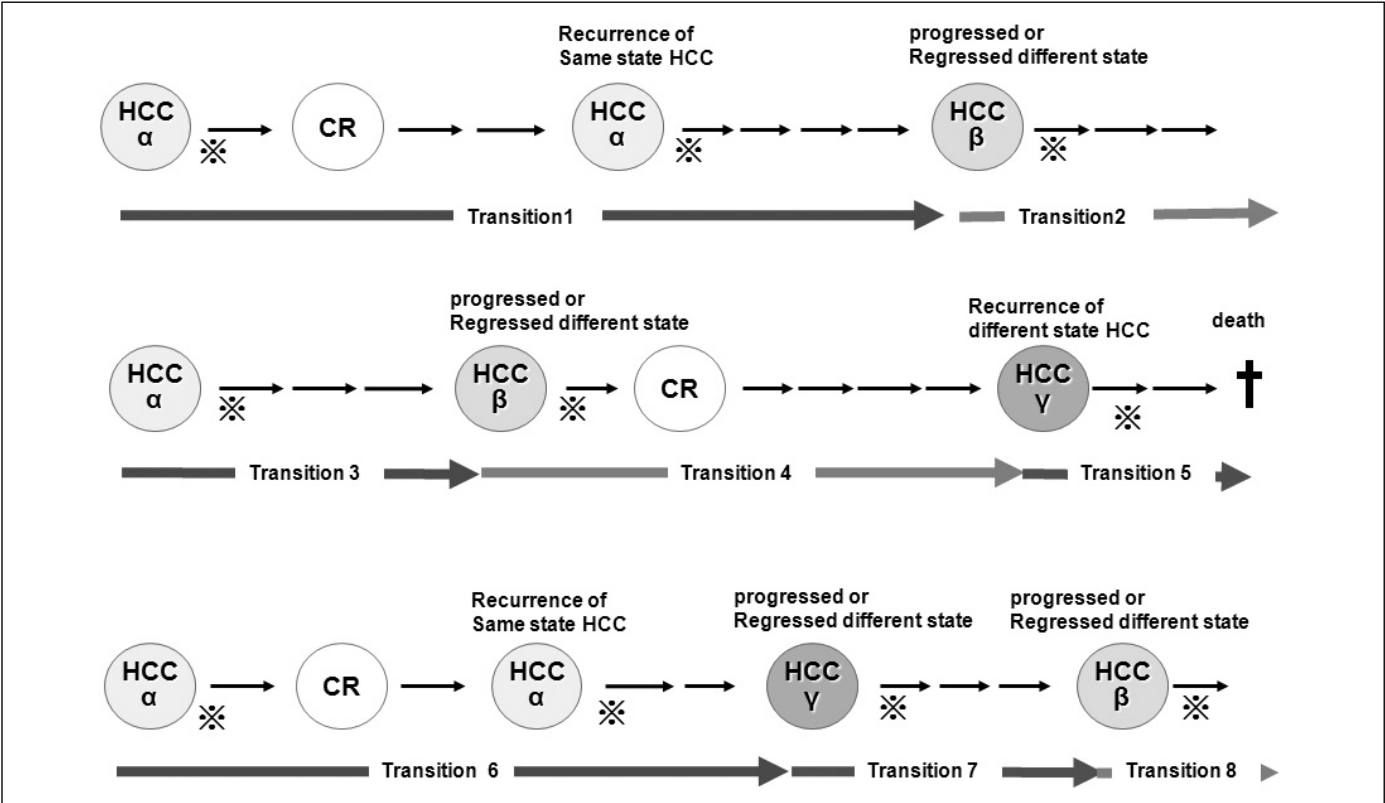 Recurrence of
Same state HCC
progressed or
Regressed different state
HCC
α
※
CR
HCC
α
※
HCC
β
※
Transition1
Transition2
progressed or
Regressed different state
Recurrence of
different state HCC
death
HCC
α
※
HCC
β
※
CR
HCC
γ
※
Transition 3
Transition 4
Transition 5
Recurrence of
Same state HCC
progressed or
Regressed different state
progressed or
Regressed different state
HCC
α
※
CR
HCC
α
※
HCC
γ
※
HCC
β
※
Transition 6
Transition 7
Transition 8